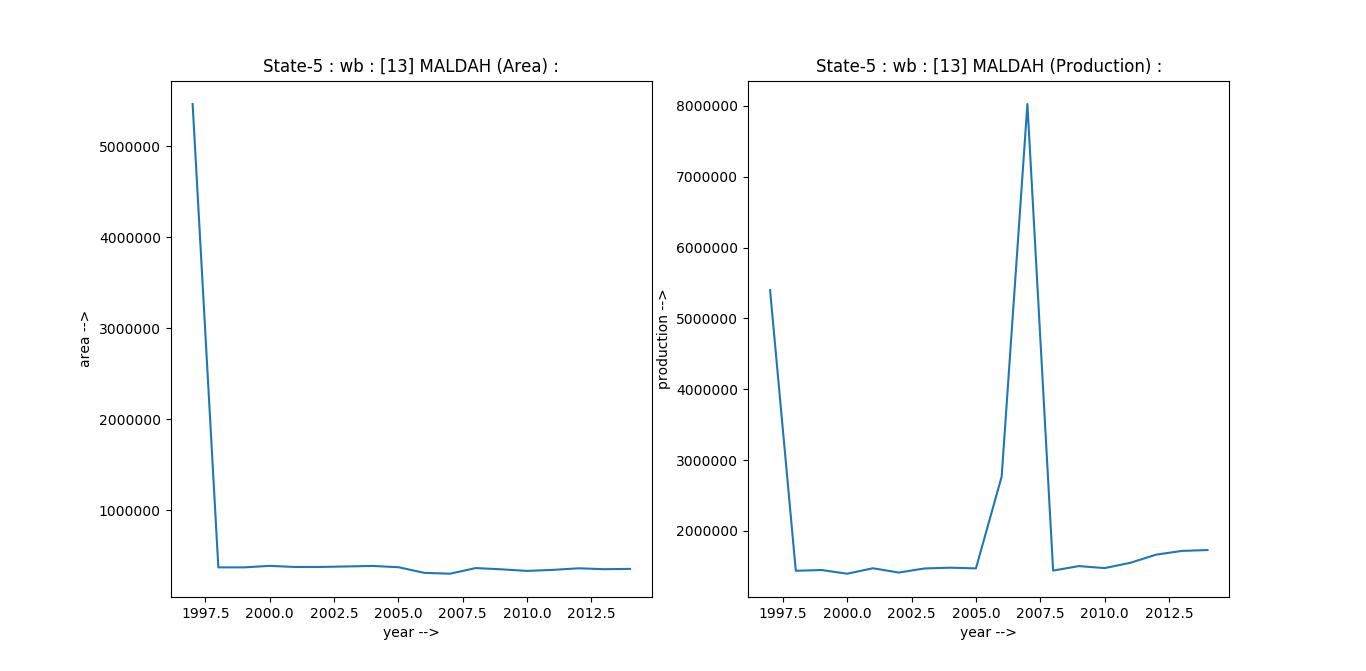 State-5 : wb : [13] MALDAH (Area) :
area -->
5000000
4000000
3000000
2000000
1000000
1997.5 2000.0 2002.5 2005.0 2007.5 2010.0 2012.5
year -->
State-5 : wb : [13] MALDAH (Production) :
production -->
8000000
7000000
6000000
5000000
4000000
3000000
2000000
1997.5 2000.0 2002.5 2005.0 2007.5 2010.0 2012.5
year -->